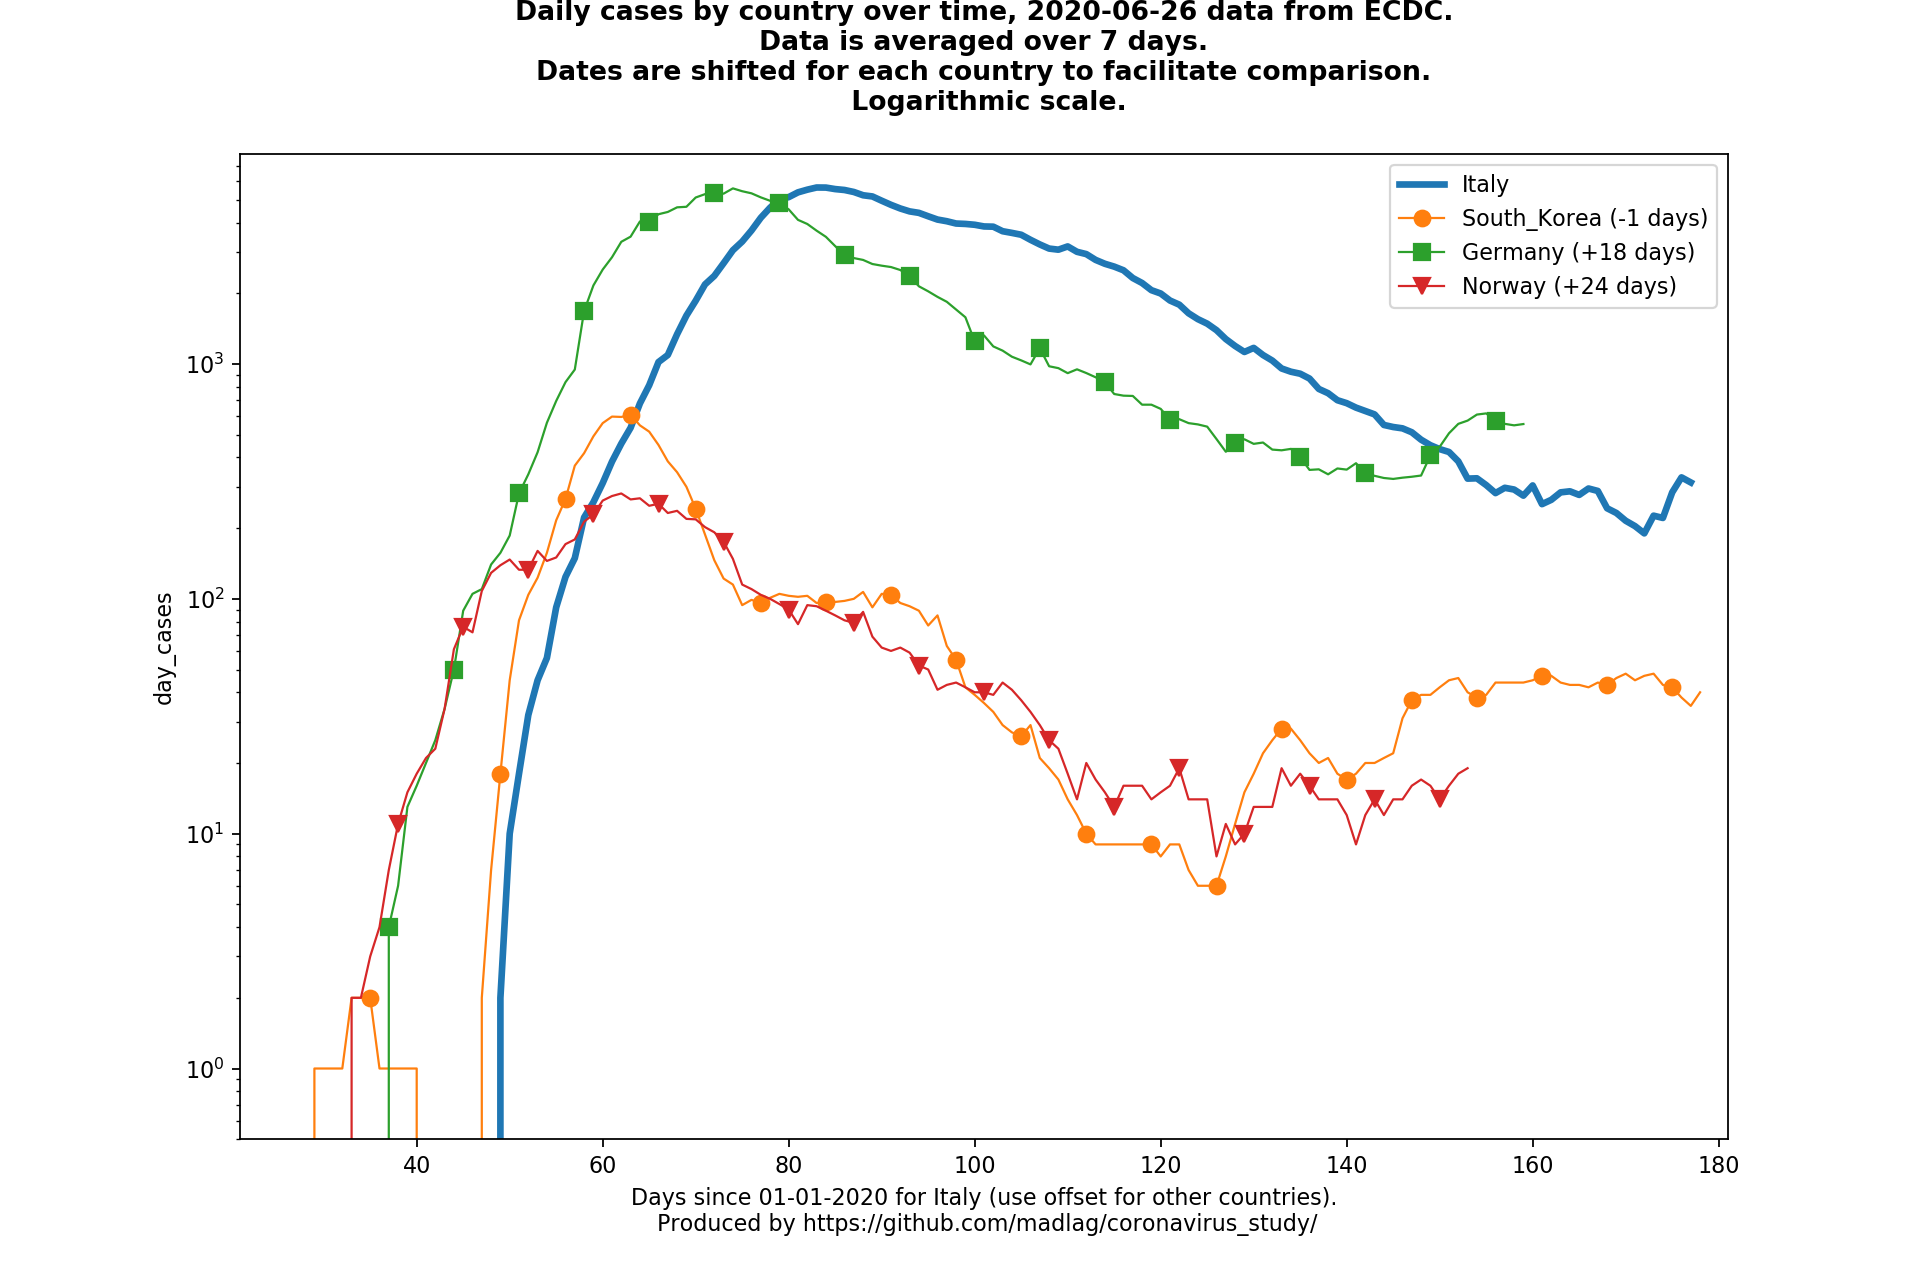 Daily cases by country over time, 2020-06-26 data from ECDC.
Data is averaged over 7 days.
Dates are shifted for each country to facilitate comparison.
Logarithmic scale.
Italy
South_Korea (-1 days)
Germany (+18 days)
Norway (+24 days)
day_cases
10³
10²
10¹
10⁰
40 60 80 100 120 140 160 180
Days since 01-01-2020 for Italy (use offset for other countries).
Produced by https://github.com/madlag/coronavirus_study/